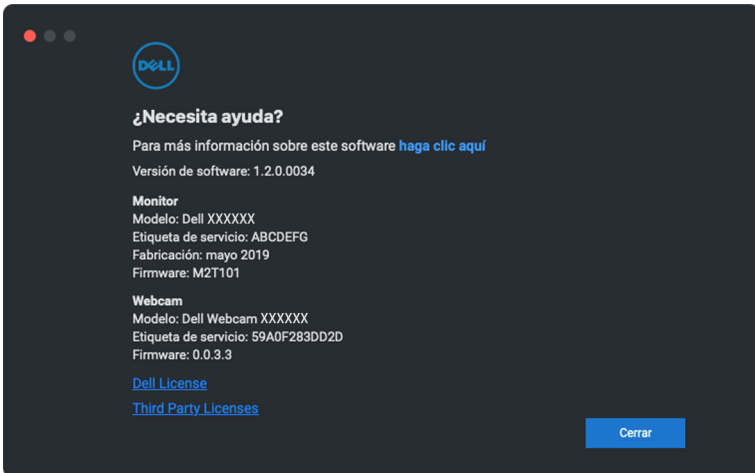 DELL
¿Necesita ayuda?
Para más información sobre este software haga clic aquí
Versión de software: 1.2.0.0034
Monitor
Modelo: Dell XXXXXX
Etiqueta de servicio: ABCDEFG
Fabricación: mayo 2019
Firmware: M2T101
Webcam
Modelo: Dell Webcam XXXXXX
Etiqueta de servicio: 59A0F283DD2D
Firmware: 0.0.3.3
Dell License
Third Party Licenses
Cerrar